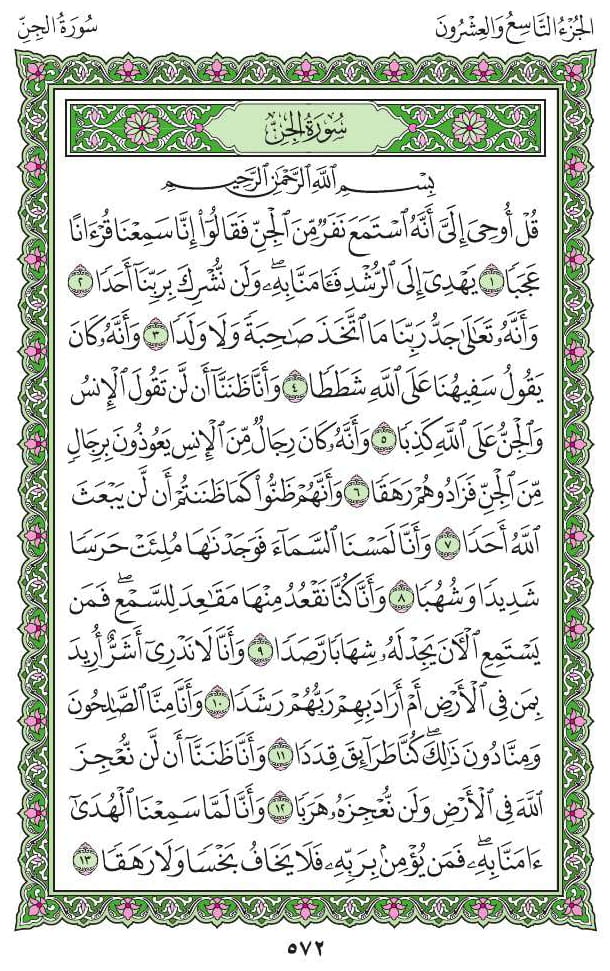 الجُزْءُ التَّاسِعُ وَالعِشْرُونَ
سُورَةُ الجِنِّ
سُورَةُ الجِنِّ
بِسْمِ ٱللَّهِ ٱلرَّحْمَٰنِ ٱلرَّحِيمِ
قُلْ أُوحِىَ إِلَىَّ أَنَّهُ ٱسْتَمَعَ نَفَرٌ مِّنَ ٱلْجِنِّ فَقَالُوٓا۟ إِنَّا سَمِعْنَا قُرْءَانًا
عَجَبًا ١ يَهْدِىٓ إِلَى ٱلرُّشْدِ فَـَٔامَنَّا بِهِۦ ۖ وَلَن نُّشْرِكَ بِرَبِّنَآ أَحَدًا ٢
وَأَنَّهُۥ تَعَٰلَىٰ جَدُّ رَبِّنَا مَا ٱتَّخَذَ صَٰحِبَةً وَلَا وَلَدًا ٣ وَأَنَّهُۥ كَانَ
يَقُولُ سَفِيهُنَا عَلَى ٱللَّهِ شَطَطًا ٤ وَأَنَّا ظَنَنَّآ أَن لَّن تَقُولَ ٱلْإِنسُ
وَٱلْجِنُّ عَلَى ٱللَّهِ كَذِبًا ٥ وَأَنَّهُۥ كَانَ رِجَالٌ مِّنَ ٱلْإِنسِ يَعُوذُونَ بِرِجَالٍ
مِّنَ ٱلْجِنِّ فَزَادُوهُمْ رَهَقًا ٦ وَأَنَّهُمْ ظَنُّوا۟ كَمَا ظَنَنتُمْ أَن لَّن يَبْعَثَ
ٱللَّهُ أَحَدًا ٧ وَأَنَّا لَمَسْنَا ٱلسَّمَآءَ فَوَجَدْنَٰهَا مُلِئَتْ حَرَسًا
شَدِيدًا وَشُهُبًا ٨ وَأَنَّا كُنَّا نَقْعُدُ مِنْهَا مَقَٰعِدَ لِلسَّمْعِ ۖ فَمَن
يَسْتَمِعِ ٱلْـَٔانَ يَجِدْ لَهُۥ شِهَابًا رَّصَدًا ٩ وَأَنَّا لَا نَدْرِىٓ أَشَرٌّ أُرِيدَ
بِمَن فِى ٱلْأَرْضِ أَمْ أَرَادَ بِهِمْ رَبُّهُمْ رَشَدًا ١٠ وَأَنَّا مِنَّا ٱلصَّٰلِحُونَ
وَمِنَّا دُونَ ذَٰلِكَ ۖ كُنَّا طَرَآئِقَ قِدَدًا ١١ وَأَنَّا ظَنَنَّآ أَن لَّن نُّعْجِزَ
ٱللَّهَ فِى ٱلْأَرْضِ وَلَن نُّعْجِزَهُۥ هَرَبًا ١٢ وَأَنَّا لَمَّا سَمِعْنَا ٱلْهُدَىٰٓ
ءَامَنَّا بِهِۦ ۖ فَمَن يُؤْمِنۢ بِرَبِّهِۦ فَلَا يَخَافُ بَخْسًا وَلَا رَهَقًا ١٣
٥٧٢